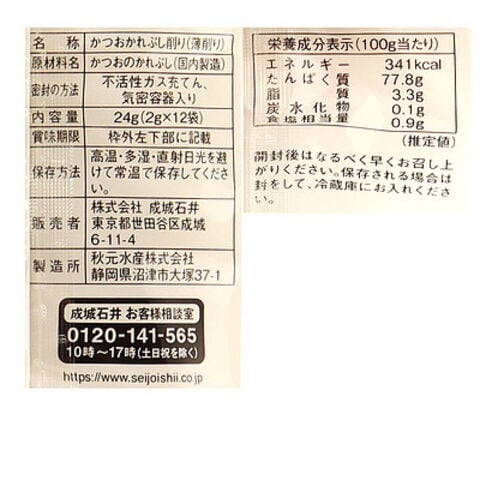 名称 かつおかれぶし削り(薄削り)
原材料名 かつおのかれぶし(国内製造)
密封の方法 不活性ガス充てん、
気密容器入り
内容量 24g(2g×12袋)
賞味期限 枠外左下部に記載
保存方法 高温・多湿・直射日光を避
けて常温で保存してくださ
い。
販売者 株式会社 成城石井
東京都世田谷区成城
6-11-4
製造所 秋元水産株式会社
静岡県沼津市大塚37-1
成城石井 お客様相談室
0120-141-565
10時～17時(土日祝を除く)
https://www.seijoishii.co.jp
栄養成分表示(100g当たり)
エネルギー 341kcal
たんぱく質 77.8g
脂質 3.3g
炭水化物 0.1g
食塩相当量 0.9g
(推定値)
開封後はなるべく早くお召し上
がりください。保存される場合は
封をして、冷蔵庫にお入れくださ
い。